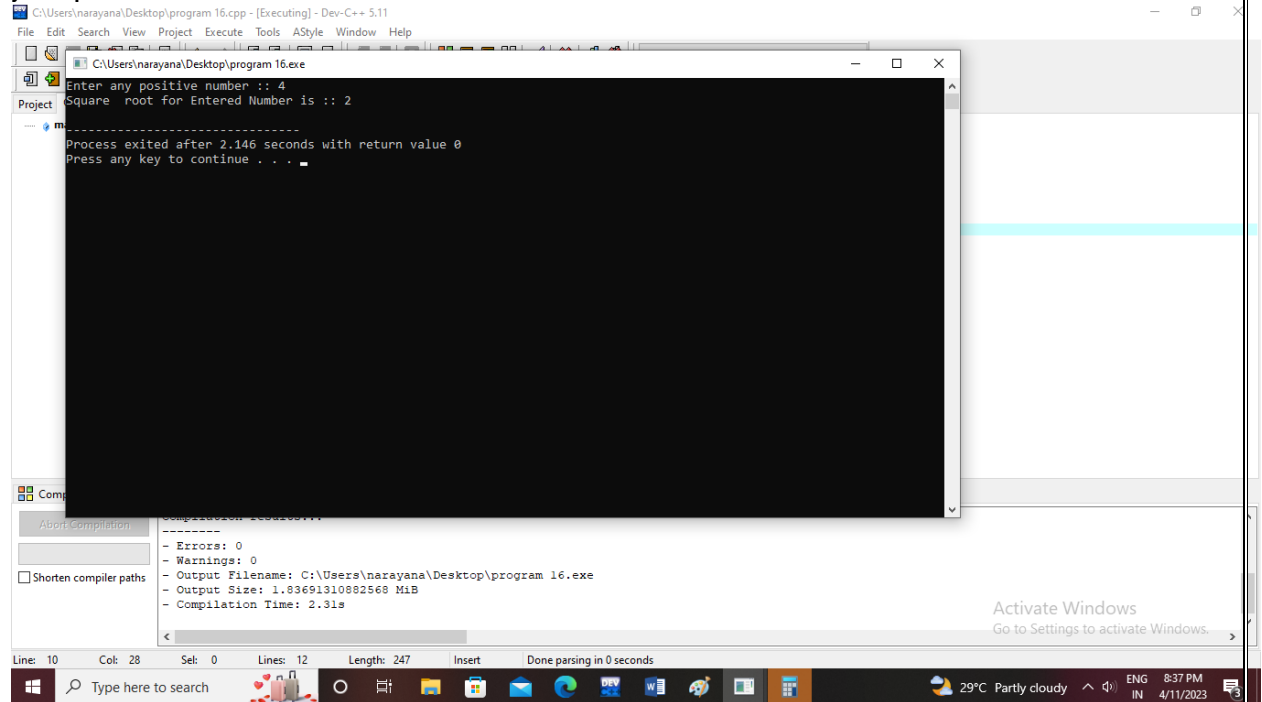 C:\Users\narayana\Desktop\program 16.cpp - [Executing] - Dev-C++ 5.11
File Edit Search View Project Execute Tools AStyle Window Help
C:\Users\narayana\Desktop\program 16.exe
Enter any positive number :: 4
Square  root for Entered Number is :: 2
--------------------------------
Process exited after 2.146 seconds with return value 0
Press any key to continue . . .
Project
Abort Compilation
Compilation results...
--------
- Errors: 0
- Warnings: 0
Shorten compiler paths
- Output Filename: C:\Users\narayana\Desktop\program 16.exe
- Output Size: 1.83691310882568 MiB
- Compilation Time: 2.31s
Activate Windows
Go to Settings to activate Windows.
Line: 10 Col: 28 Sel: 0 Lines: 12 Length: 247 Insert Done parsing in 0 seconds
Type here to search
DEV
29°C Partly cloudy
ENG
IN
8:37 PM
4/11/2023
3